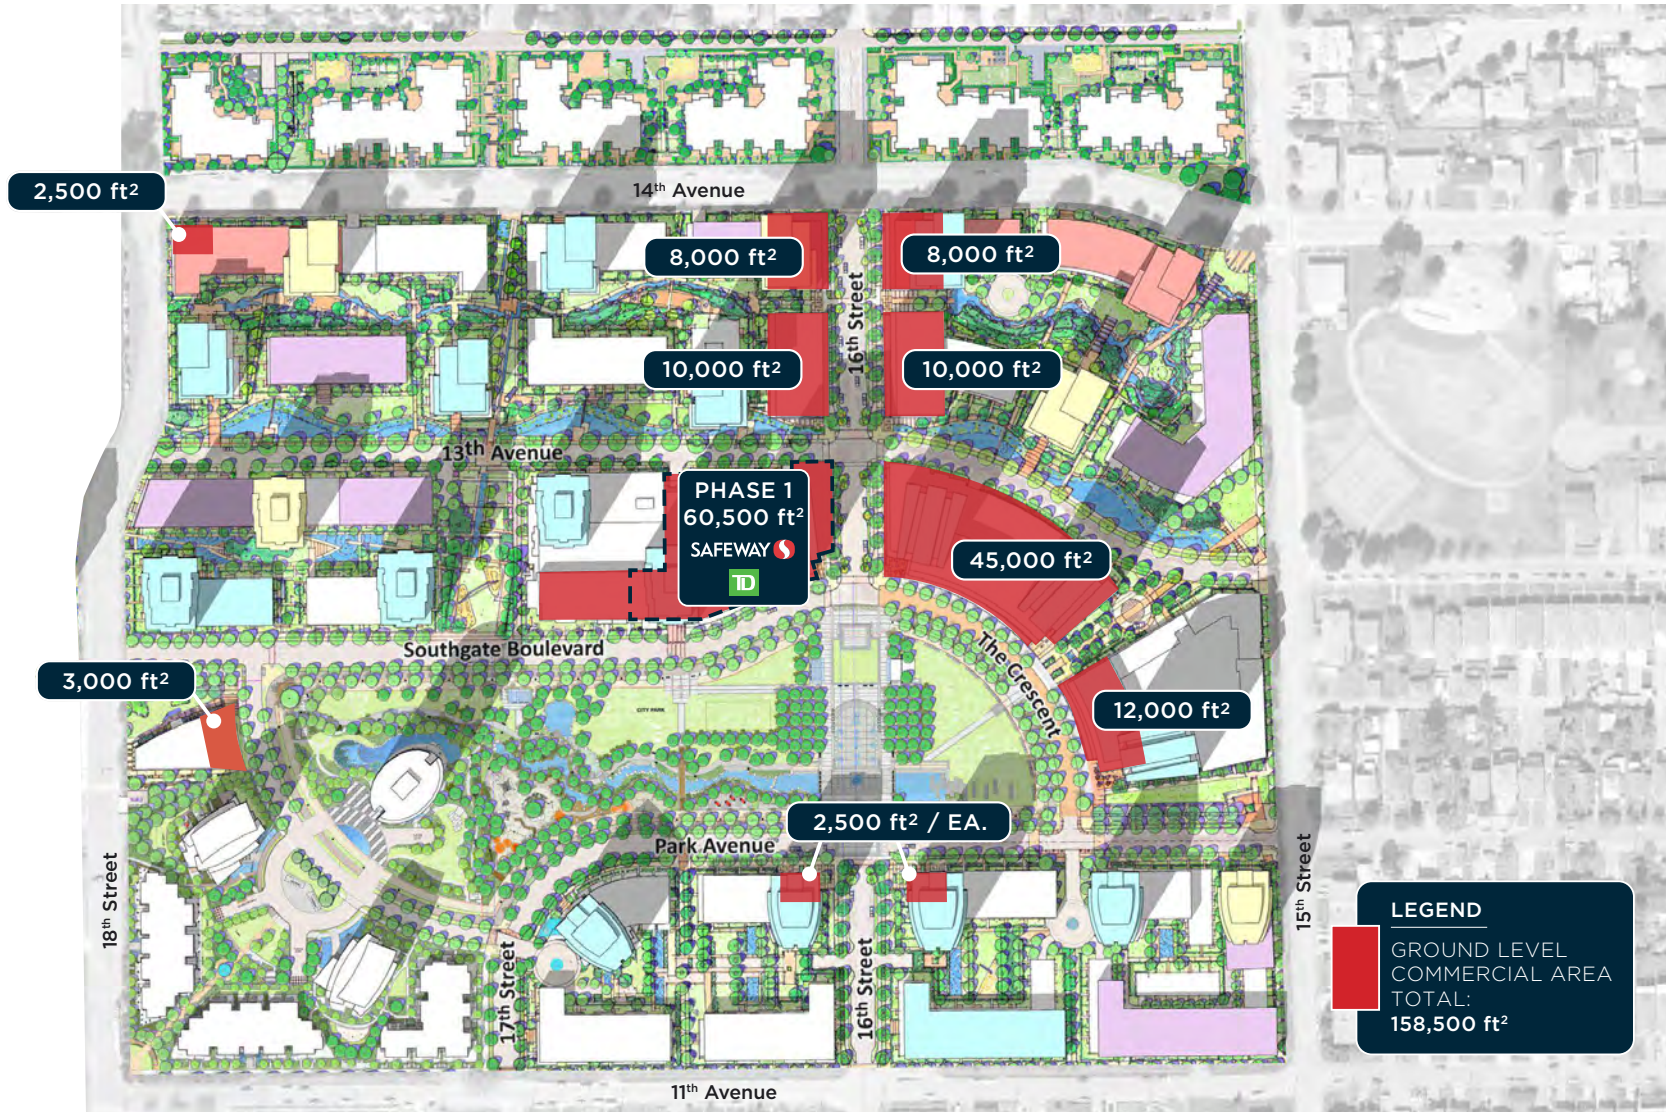 14th Avenue
2,500 ft²
8,000 ft²
8,000 ft²
16th Street
10,000 ft²
10,000 ft²
13th Avenue
PHASE 1
60,500 ft²
SAFEWAY
TD
45,000 ft²
Southgate Boulevard
The Crescent
3,000 ft²
CITY PARK
12,000 ft²
2,500 ft² / EA.
Park Avenue
18th Street
15th Street
17th Street
16th Street
LEGEND
GROUND LEVEL
COMMERCIAL AREA
TOTAL:
158,500 ft²
11th Avenue